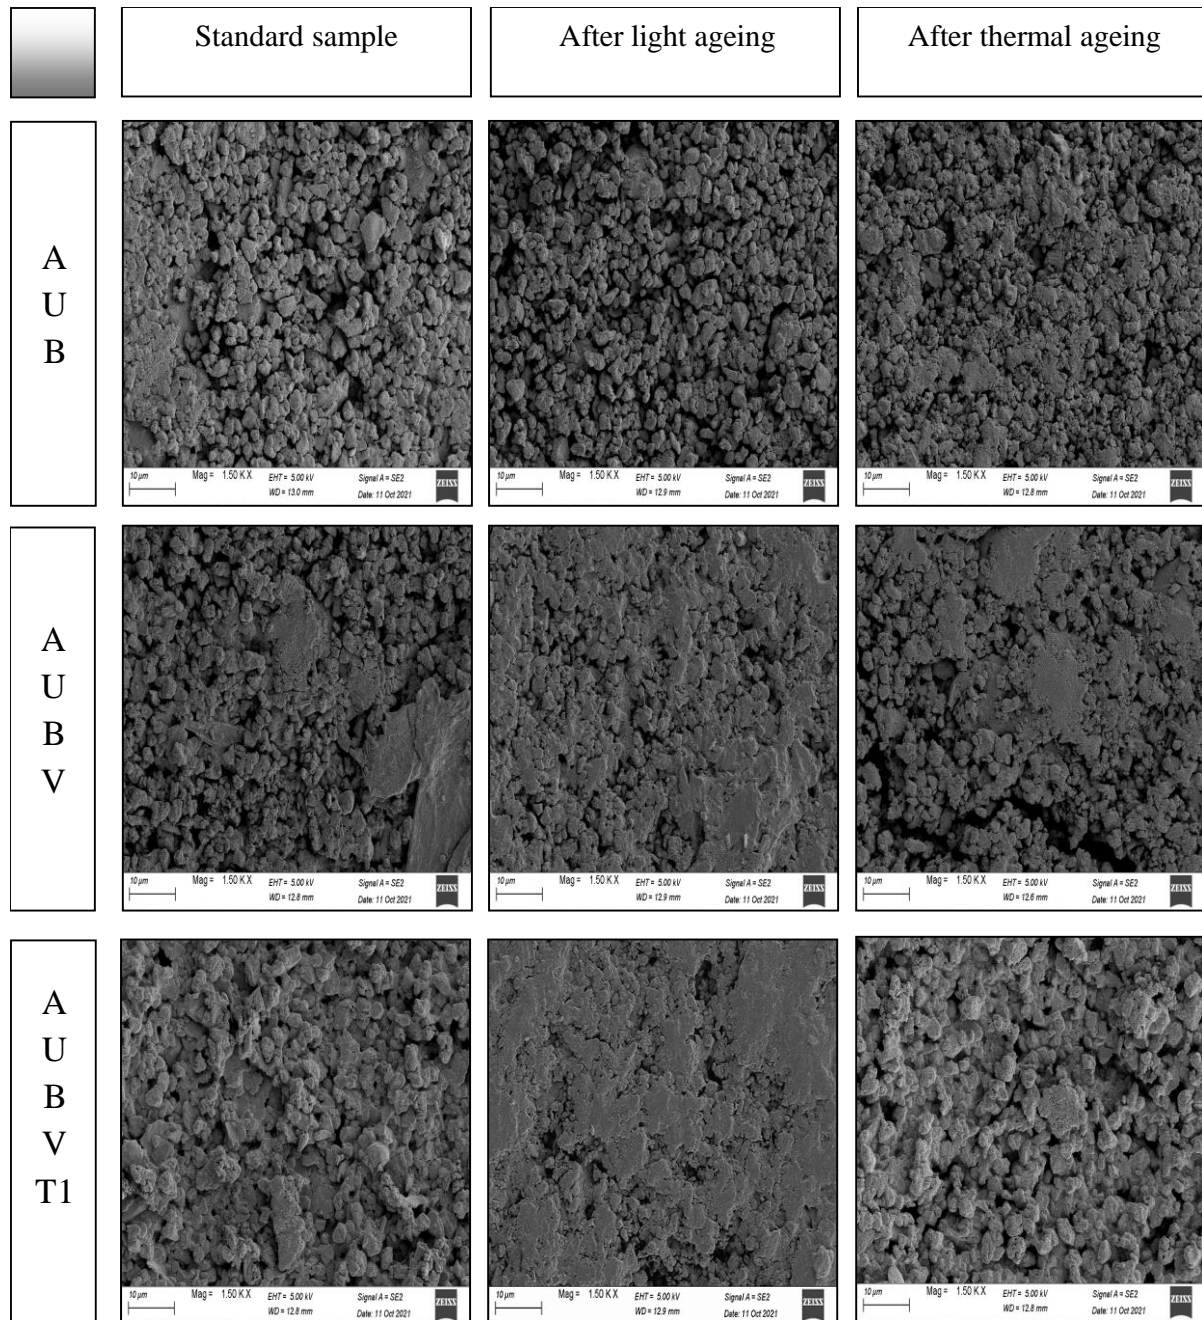 Standard sample
After light ageing
After thermal ageing
A
U
B
10 µm
Mag = 1.50 K X
EHT = 5.00 kV
Signal A = SE2
WD = 13.0 mm
Date: 11 Oct 2021
ZEISS
10 µm
Mag = 1.50 K X
EHT = 5.00 kV
Signal A = SE2
WD = 12.9 mm
Date: 11 Oct 2021
ZEISS
10 µm
Mag = 1.50 K X
EHT = 5.00 kV
Signal A = SE2
WD = 12.8 mm
Date: 11 Oct 2021
ZEISS
A
U
B
V
10 µm
Mag = 1.50 K X
EHT = 5.00 kV
Signal A = SE2
WD = 12.8 mm
Date: 11 Oct 2021
ZEISS
10 µm
Mag = 1.50 K X
EHT = 5.00 kV
Signal A = SE2
WD = 12.9 mm
Date: 11 Oct 2021
ZEISS
10 µm
Mag = 1.50 K X
EHT = 5.00 kV
Signal A = SE2
WD = 12.6 mm
Date: 11 Oct 2021
ZEISS
A
U
B
V
T1
10 µm
Mag = 1.50 K X
EHT = 5.00 kV
Signal A = SE2
WD = 12.8 mm
Date: 11 Oct 2021
ZEISS
10 µm
Mag = 1.50 K X
EHT = 5.00 kV
Signal A = SE2
WD = 12.9 mm
Date: 11 Oct 2021
ZEISS
10 µm
Mag = 1.50 K X
EHT = 5.00 kV
Signal A = SE2
WD = 12.8 mm
Date: 11 Oct 2021
ZEISS